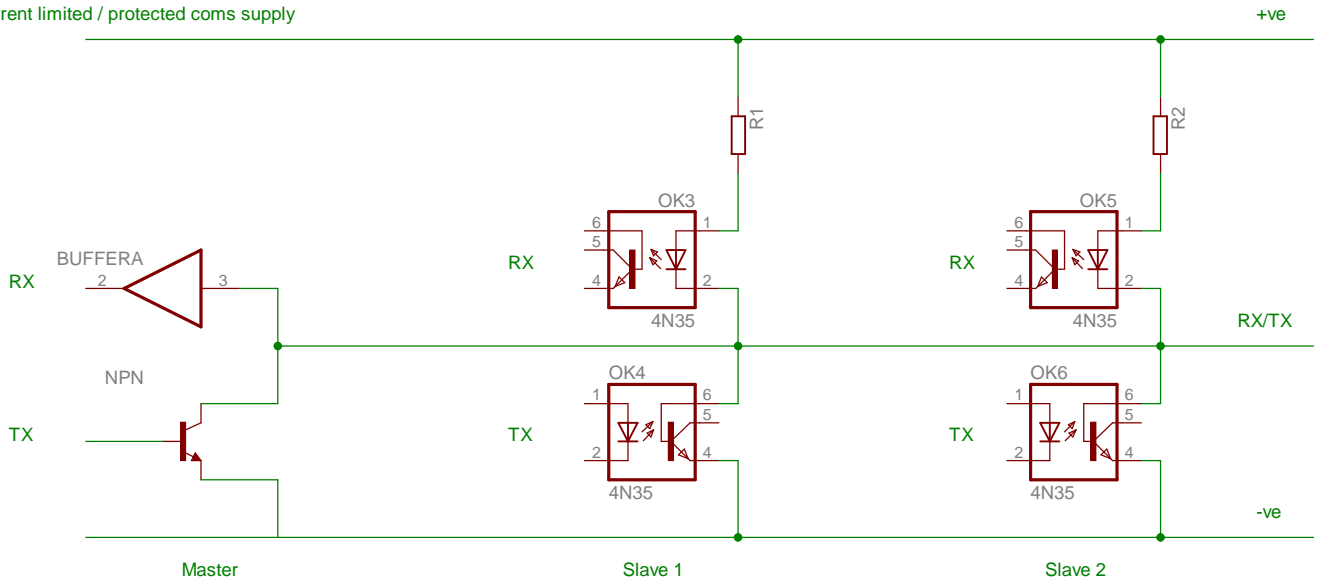 rent limited / protected coms supply
+ve
R1
R2
OK3
6
5
4
1
2
4N35
OK5
6
5
4
1
2
4N35
BUFFERA
2
3
RX
RX
RX
RX/TX
NPN
TX
OK4
1
2
6
5
4
4N35
TX
OK6
1
2
6
5
4
4N35
TX
-ve
Master
Slave 1
Slave 2